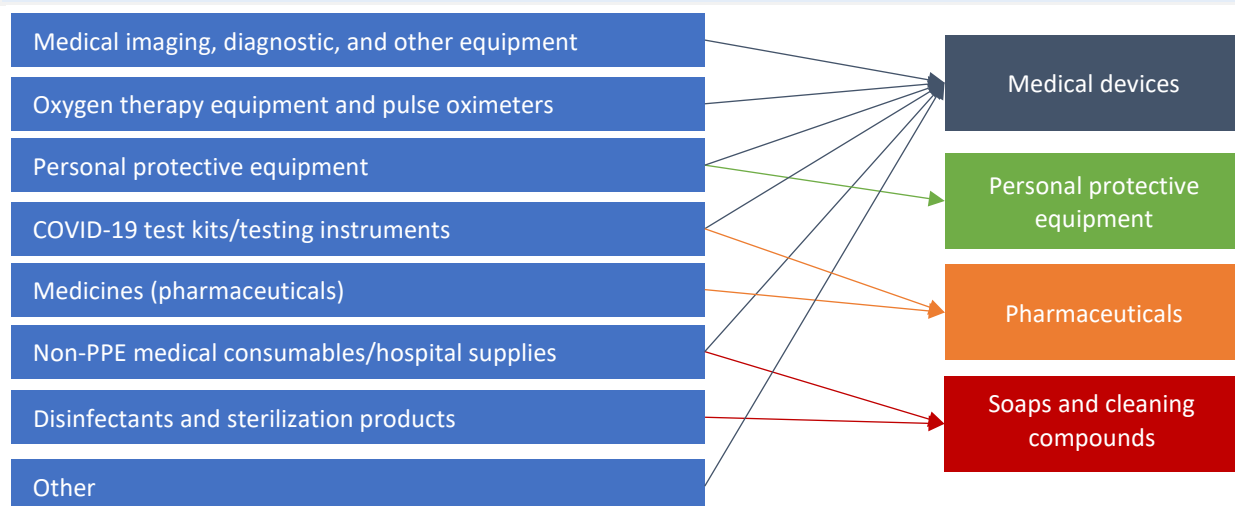 Medical imaging, diagnostic, and other equipment
Oxygen therapy equipment and pulse oximeters
Personal protective equipment
COVID-19 test kits/testing instruments
Medicines (pharmaceuticals)
Non-PPE medical consumables/hospital supplies
Disinfectants and sterilization products
Other
Medical devices
Personal protective
equipment
Pharmaceuticals
Soaps and cleaning
compounds